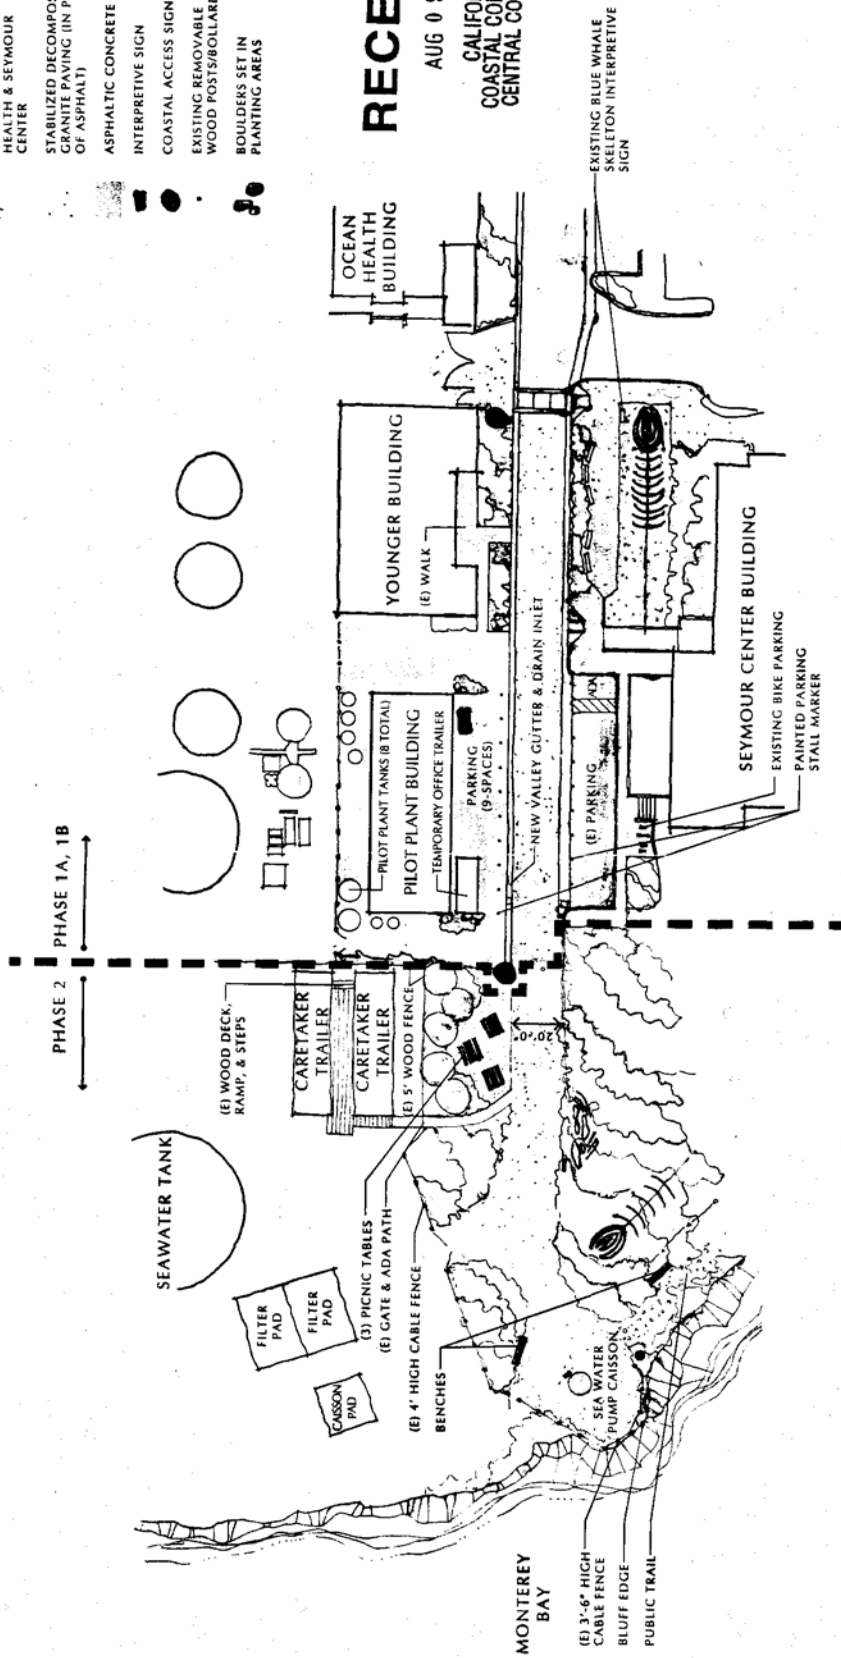 HEALTH & SEYMOUR
CENTER
STABILIZED
GRANITE PAVING (IN
OF ASPHALT)
ASPHALTIC CONCRETE
INTERPRETIVE SIGN
COASTAL ACCESS SIGN
EXISTING REMOVABLE
WOOD POSTS/BOLLARD
BOULDERS SET IN
PLANTING AREAS
AUG 0
COASTAL
CENTRAL
PHASE 2
PHASE 1A, 1B
SEAWATER TANK
FILTER
PAD
FILTER
PAD
CAISSON
PAD
(E) WOOD DECK,
RAMP, & STEPS
CARETAKER
TRAILER
CARETAKER
TRAILER
(E) 5' WOOD FENCE
(3) PICNIC TABLES
(E) GATE & ADA PATH
(E) 4' HIGH CABLE FENCE
BENCHES
20'-0"
SEA WATER
PUMP CAISSON
MONTEREY
BAY
(E) 3'-6" HIGH
CABLE FENCE
BLUFF EDGE
PUBLIC TRAIL
PILOT PLANT TANKS (8 TOTAL)
PILOT PLANT BUILDING
TEMPORARY OFFICE TRAILER
PARKING
(9-SPACES)
NEW VALLEY GUTTER & DRAIN INLET
(E) PARKING
ADA
YOUNGER BUILDING
(E) WALK
OCEAN
HEALTH
BUILDING
EXISTING BLUE WHALE
SKELETON INTERPRETIVE
SIGN
SEYMOUR CENTER BUILDING
EXISTING BIKE PARKING
PAINTED PARKING
STALL MARKER